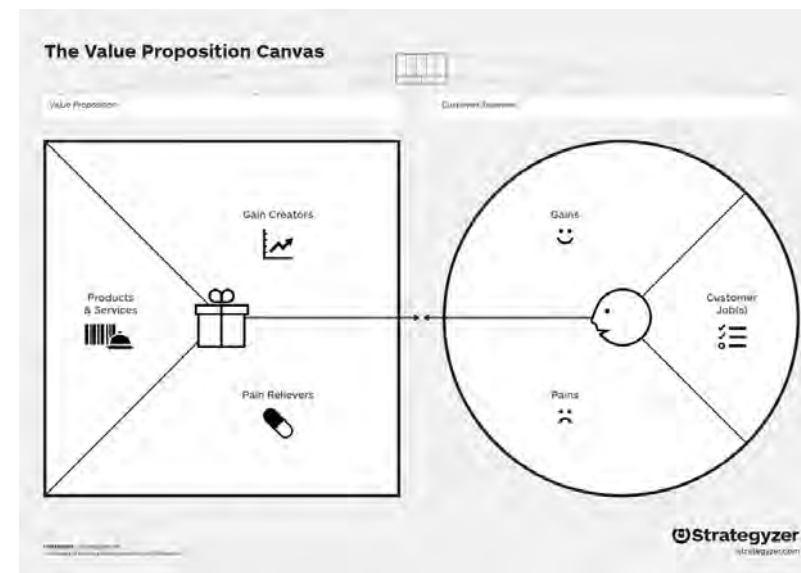 The Value Proposition Canvas
Value Proposition
Customer Segment
Gain Creators
Gains
Products
& Services
Customer
Job(s)
Pain Relievers
Pains
Strategyzer
strategyzer.com